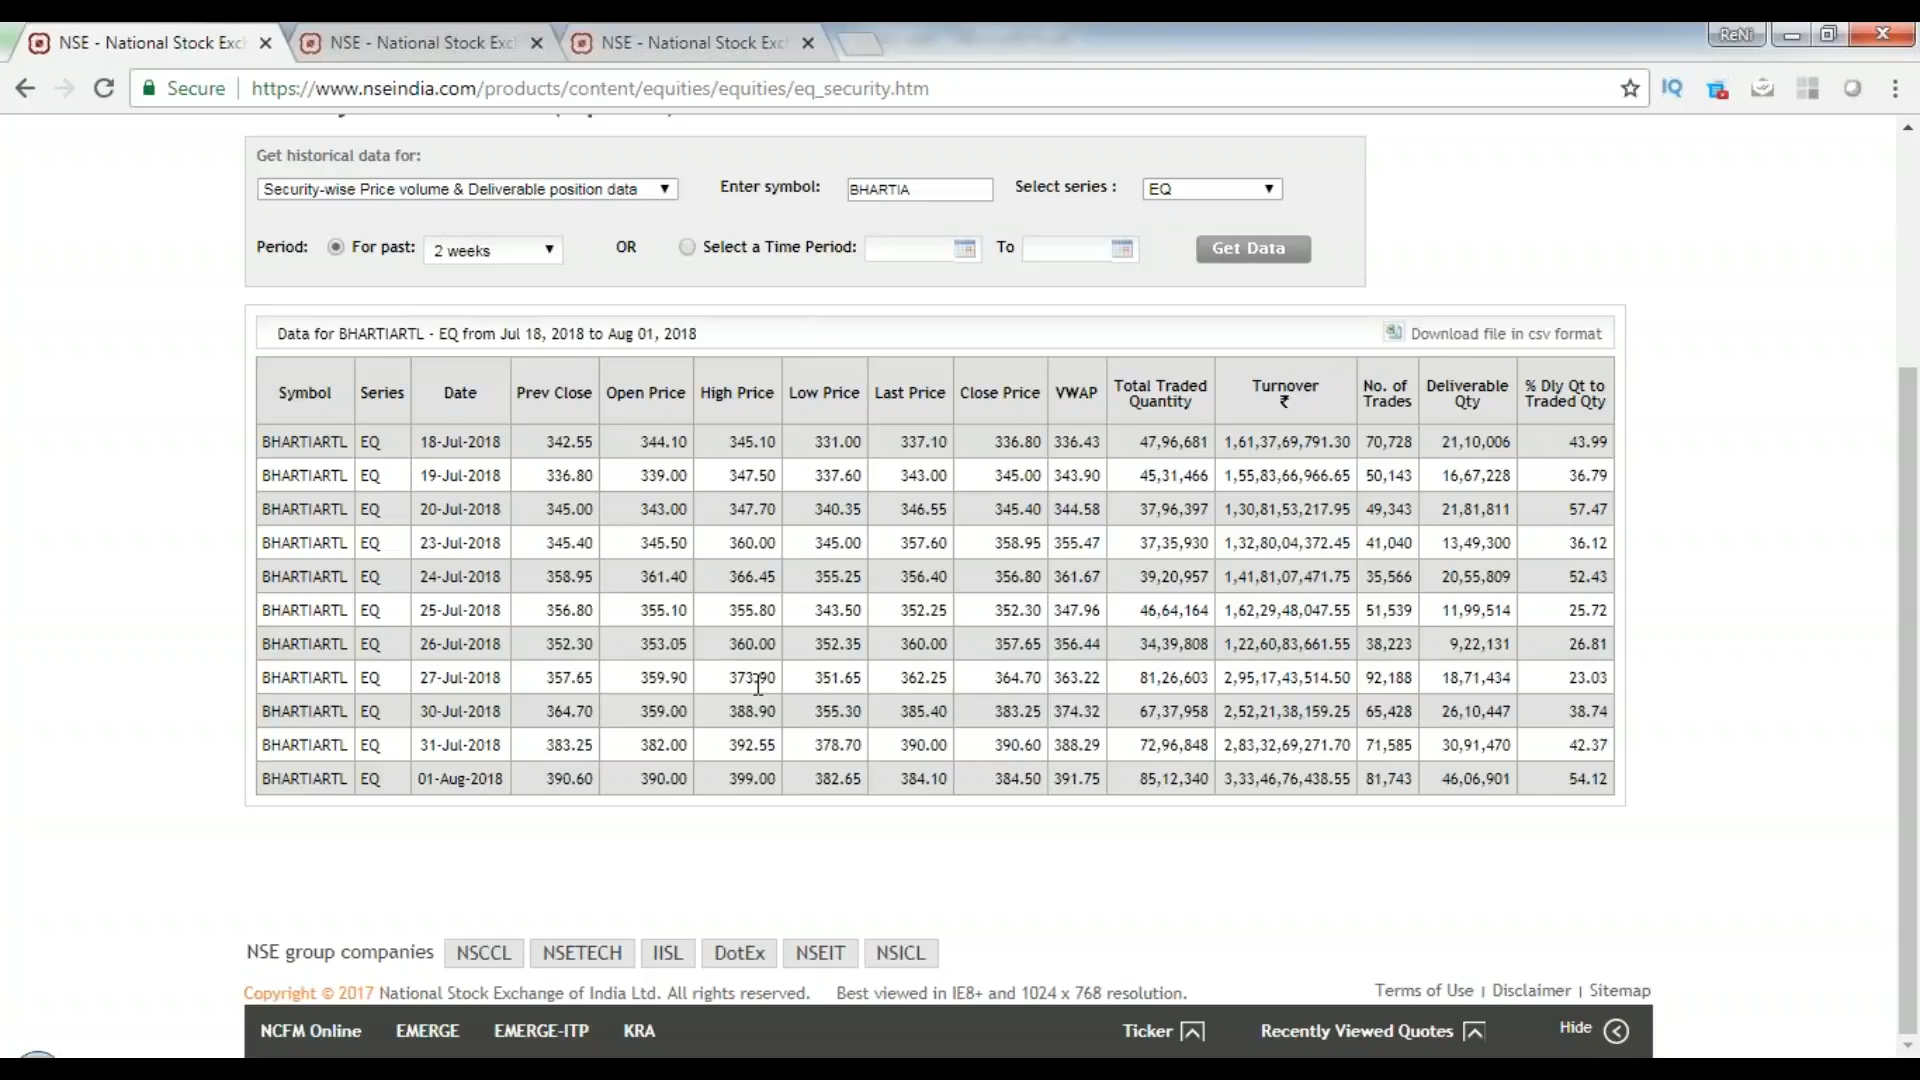 NSE - National Stock Exc NSE - National Stock Exc NSE - National Stock Exc ReNi
Secure https://www.nseindia.com/products/content/equities/equities/eq_security.htm IQ
Get historical data for:
Security-wise Price volume & Deliverable position data Enter symbol: BHARTIA Select series : EQ
Period: For past: 2 weeks OR Select a Time Period: To Get Data
Data for BHARTIARTL - EQ from Jul 18, 2018 to Aug 01, 2018 Download file in csv format
Symbol Series Date Prev Close Open Price High Price Low Price Last Price Close Price VWAP Total Traded Quantity Turnover ₹ No. of Trades Deliverable Qty % Dly Qt to Traded Qty
BHARTIARTL EQ 18-Jul-2018 342.55 344.10 345.10 331.00 337.10 336.80 336.43 47,96,681 1,61,37,69,791.30 70,728 21,10,006 43.99
BHARTIARTL EQ 19-Jul-2018 336.80 339.00 347.50 337.60 343.00 345.00 343.90 45,31,466 1,55,83,66,966.65 50,143 16,67,228 36.79
BHARTIARTL EQ 20-Jul-2018 345.00 343.00 347.70 340.35 346.55 345.40 344.58 37,96,397 1,30,81,53,217.95 49,343 21,81,811 57.47
BHARTIARTL EQ 23-Jul-2018 345.40 345.50 360.00 345.00 357.60 358.95 355.47 37,35,930 1,32,80,04,372.45 41,040 13,49,300 36.12
BHARTIARTL EQ 24-Jul-2018 358.95 361.40 366.45 355.25 356.40 356.80 361.67 39,20,957 1,41,81,07,471.75 35,566 20,55,809 52.43
BHARTIARTL EQ 25-Jul-2018 356.80 355.10 355.80 343.50 352.25 352.30 347.96 46,64,164 1,62,29,48,047.55 51,539 11,99,514 25.72
BHARTIARTL EQ 26-Jul-2018 352.30 353.05 360.00 352.35 360.00 357.65 356.44 34,39,808 1,22,60,83,661.55 38,223 9,22,131 26.81
BHARTIARTL EQ 27-Jul-2018 357.65 359.90 373.90 351.65 362.25 364.70 363.22 81,26,603 2,95,17,43,514.50 92,188 18,71,434 23.03
BHARTIARTL EQ 30-Jul-2018 364.70 359.00 388.90 355.30 385.40 383.25 374.32 67,37,958 2,52,21,38,159.25 65,428 26,10,447 38.74
BHARTIARTL EQ 31-Jul-2018 383.25 382.00 392.55 378.70 390.00 390.60 388.29 72,96,848 2,83,32,69,271.70 71,585 30,91,470 42.37
BHARTIARTL EQ 01-Aug-2018 390.60 390.00 399.00 382.65 384.10 384.50 391.75 85,12,340 3,33,46,76,438.55 81,743 46,06,901 54.12
NSE group companies NSCCL NSETECH IISL DotEx NSEIT NSICL
Copyright © 2017 National Stock Exchange of India Ltd. All rights reserved. Best viewed in IE8+ and 1024 x 768 resolution. Terms of Use | Disclaimer | Sitemap
NCFM Online EMERGE EMERGE-ITP KRA Ticker Recently Viewed Quotes Hide